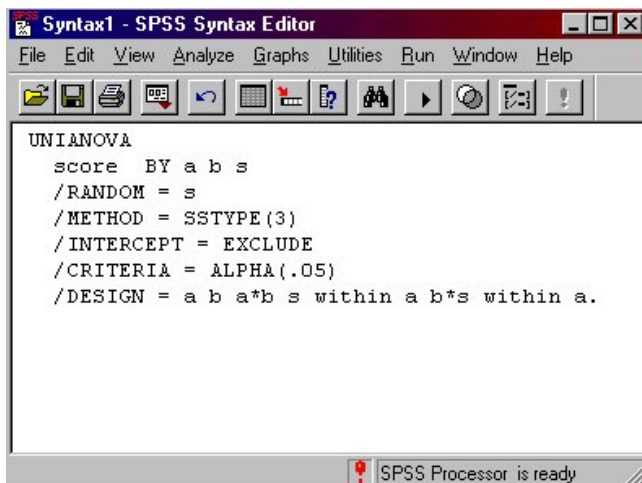 Syntax1 - SPSS Syntax Editor
File Edit View Analyze Graphs Utilities Run Window Help
UNIANOVA
score BY a b s
/RANDOM = s
/METHOD = SSTYPE(3)
/INTERCEPT = EXCLUDE
/CRITERIA = ALPHA(.05)
/DESIGN = a b a*b s within a b*s within a.
SPSS Processor is ready